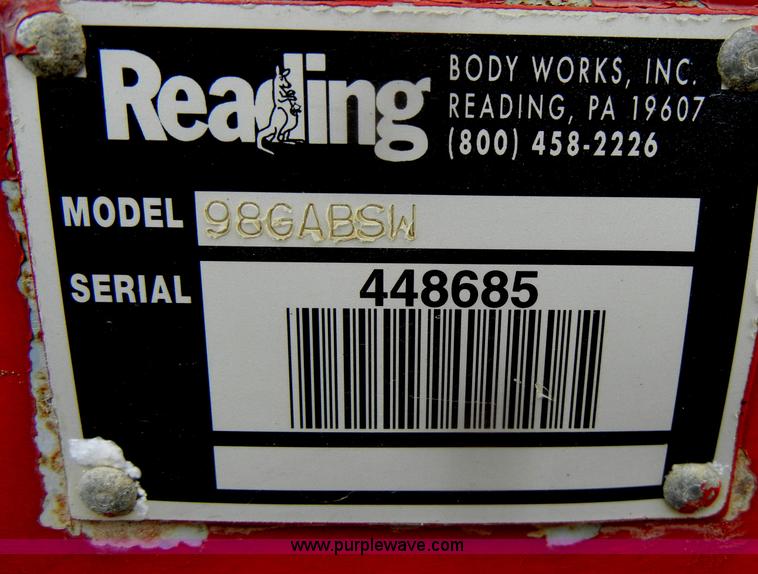 Reading
BODY WORKS, INC.
READING, PA 19607
(800) 458-2226
MODEL 98GABSW
SERIAL 448685
www.purplewave.com